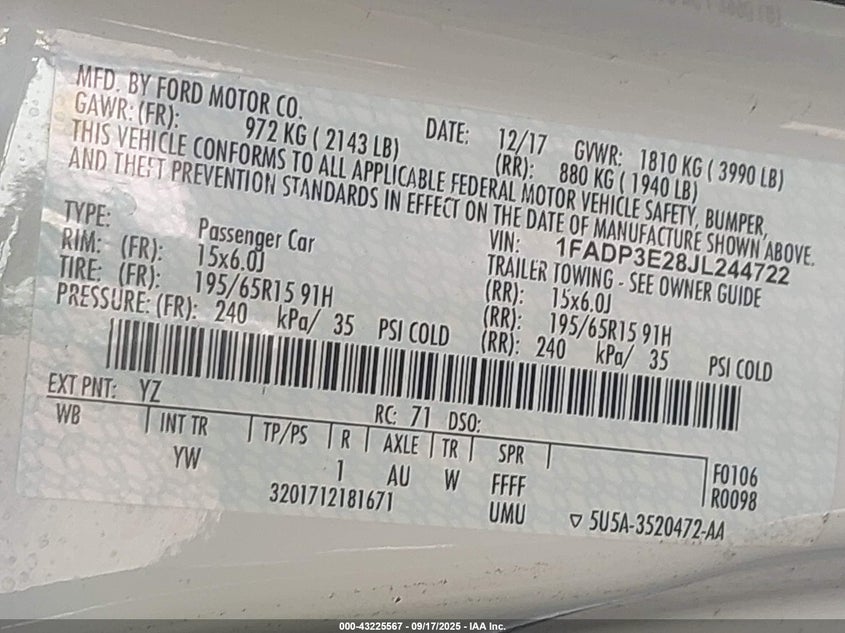 MFD. BY FORD MOTOR CO. DATE: 12/17 GVWR: 1810 KG ( 3990 LB)
GAWR: (FR): 972 KG ( 2143 LB) (RR): 880 KG ( 1940 LB)
THIS VEHICLE CONFORMS TO ALL APPLICABLE FEDERAL MOTOR VEHICLE SAFETY, BUMPER,
AND THEFT PREVENTION STANDARDS IN EFFECT ON THE DATE OF MANUFACTURE SHOWN ABOVE.
VIN: 1FADP3E28JL244722
TYPE: Passenger Car TRAILER TOWING - SEE OWNER GUIDE
RIM: (FR): 15x6.0J (RR): 15x6.0J
TIRE: (FR): 195/65R15 91H (RR): 195/65R15 91H
PRESSURE: (FR): 240 kPa/ 35 PSI COLD (RR): 240 kPa/ 35 PSI COLD
EXT PNT: YZ RC: 71 DSO:
WB INT TR TP/PS R AXLE TR SPR F0106
YW 1 AU W FFFF R0098
3201712181671 UMU ▽ 5U5A-3520472-AA
000-43225567 - 09/17/2025 - IAA Inc.